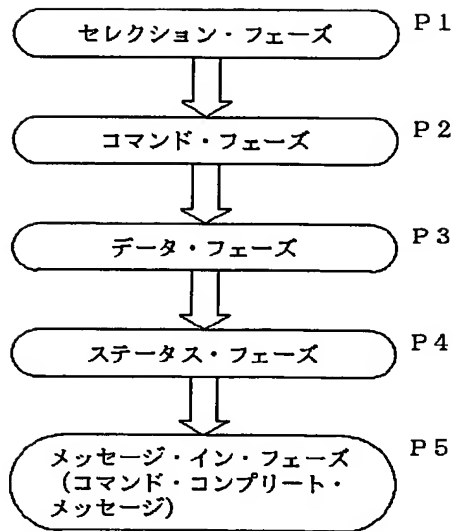 セレクション・フェーズ P1
コマンド・フェーズ P2
データ・フェーズ P3
ステータス・フェーズ P4
メッセージ・イン・フェーズ P5
(コマンド・コンプリート・
メッセージ)